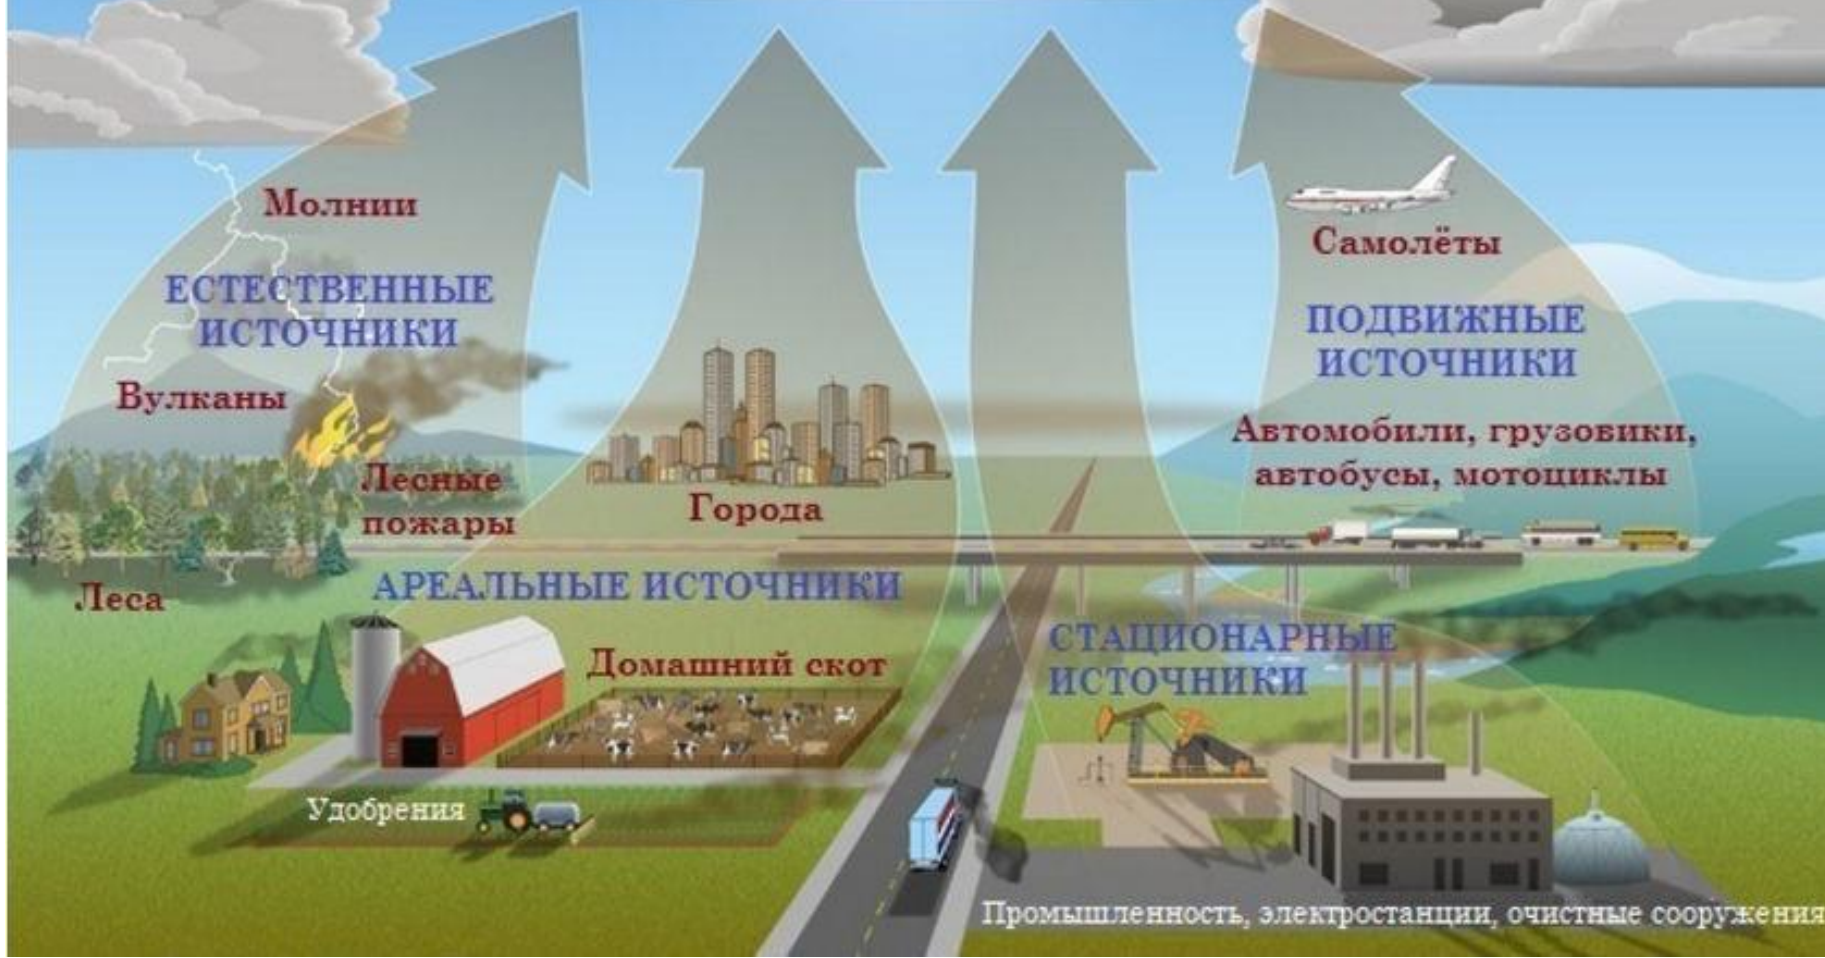 Молнии
ЕСТЕСТВЕННЫЕ
ИСТОЧНИКИ
Вулканы
Лесные
пожары
Леса
Города
АРЕАЛЬНЫЕ ИСТОЧНИКИ
Домашний скот
Удобрения
Самолёты
ПОДВИЖНЫЕ
ИСТОЧНИКИ
Автомобили, грузовики,
автобусы, мотоциклы
СТАЦИОНАРНЫЕ
ИСТОЧНИКИ
Промышленность, электростанции, очистные сооружения